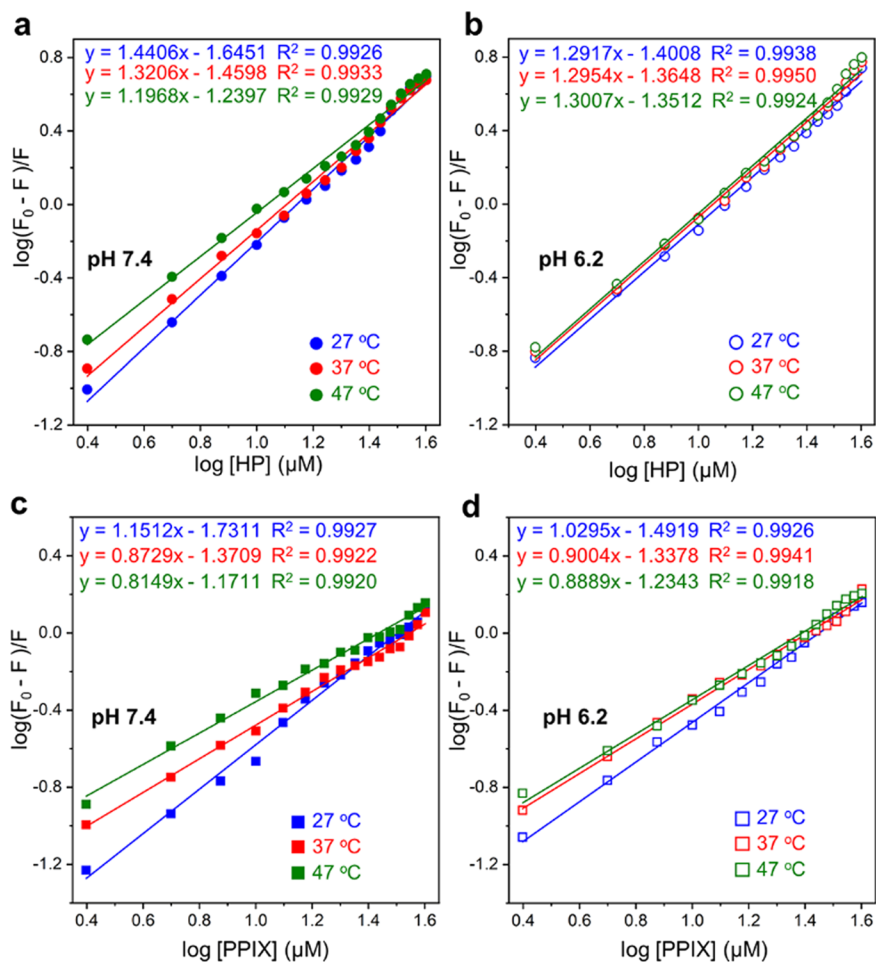 a
y = 1.4406x - 1.6451 R² = 0.9926
y = 1.3206x - 1.4598 R² = 0.9933
y = 1.1968x - 1.2397 R² = 0.9929
0.8
0.4
0.0
-0.4
-0.8
-1.2
log(F₀ - F )/F
pH 7.4
27 °C
37 °C
47 °C
0.4 0.6 0.8 1.0 1.2 1.4 1.6
log [HP] (µM)
b
y = 1.2917x - 1.4008 R² = 0.9938
y = 1.2954x - 1.3648 R² = 0.9950
y = 1.3007x - 1.3512 R² = 0.9924
0.8
0.4
0.0
-0.4
-0.8
-1.2
log(F₀ - F )/F
pH 6.2
27 °C
37 °C
47 °C
0.4 0.6 0.8 1.0 1.2 1.4 1.6
log [HP] (µM)
c
y = 1.1512x - 1.7311 R² = 0.9927
y = 0.8729x - 1.3709 R² = 0.9922
y = 0.8149x - 1.1711 R² = 0.9920
0.4
0.0
-0.4
-0.8
-1.2
log(F₀ - F )/F
pH 7.4
27 °C
37 °C
47 °C
0.4 0.6 0.8 1.0 1.2 1.4 1.6
log [PPIX] (µM)
d
y = 1.0295x - 1.4919 R² = 0.9926
y = 0.9004x - 1.3378 R² = 0.9941
y = 0.8889x - 1.2343 R² = 0.9918
0.4
0.0
-0.4
-0.8
-1.2
log(F₀ - F )/F
pH 6.2
27 °C
37 °C
47 °C
0.4 0.6 0.8 1.0 1.2 1.4 1.6
log [PPIX] (µM)